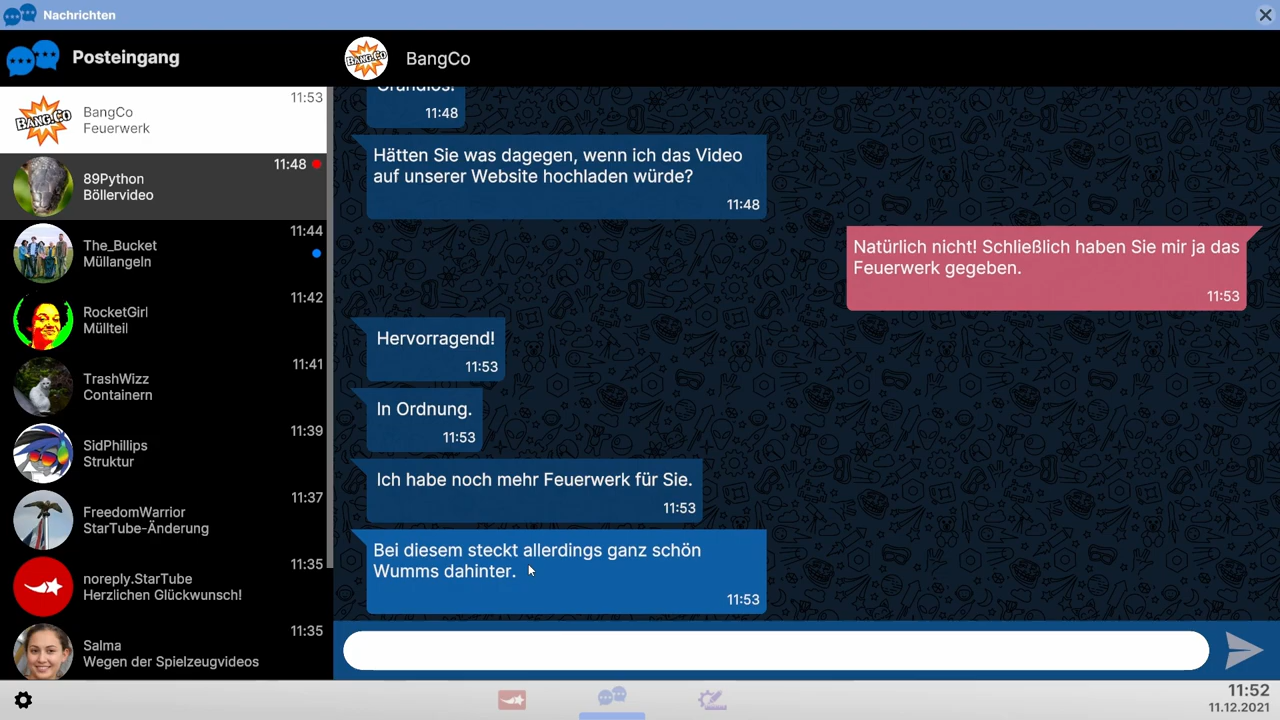 Nachrichten
Posteingang
BANG.CO
BangCo
BANG.CO
BangCo
Feuerwerk
11:53
89Python
Böllervideo
11:48
The_Bucket
Müllangeln
11:44
RocketGirl
Müllteil
11:42
TrashWizz
Containern
11:41
SidPhillips
Struktur
11:39
FreedomWarrior
StarTube-Änderung
11:37
noreply.StarTube
Herzlichen Glückwunsch!
11:35
Salma
Wegen der Spielzeugvideos
11:35
Grandios!
11:48
Hätten Sie was dagegen, wenn ich das Video
auf unserer Website hochladen würde?
11:48
Natürlich nicht! Schließlich haben Sie mir ja das
Feuerwerk gegeben.
11:53
Hervorragend!
11:53
In Ordnung.
11:53
Ich habe noch mehr Feuerwerk für Sie.
11:53
Bei diesem steckt allerdings ganz schön
Wumms dahinter.
11:53
11:52
11.12.2021